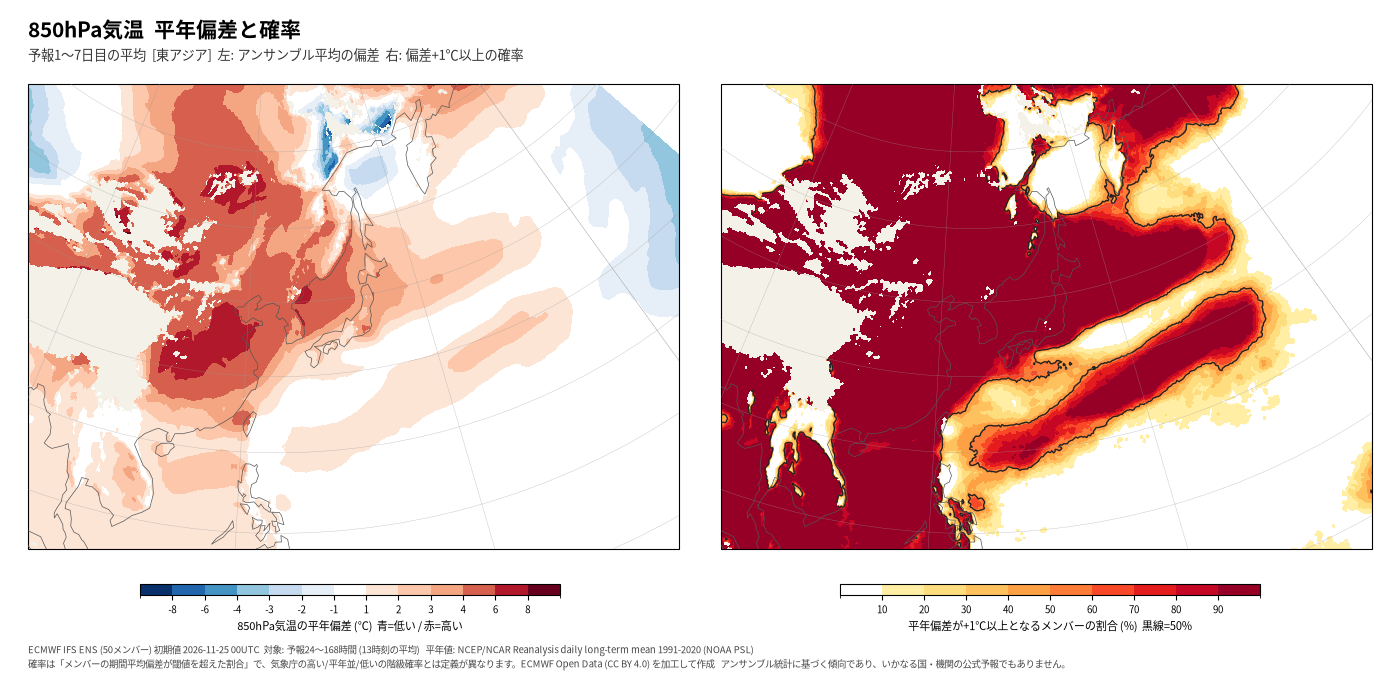 850hPa気温 平年偏差と確率
予報1〜7日目の平均 [東アジア] 左: アンサンブル平均の偏差 右: 偏差+1℃以上の確率
-8 -6 -4 -3 -2 -1 1 2 3 4 6 8
850hPa気温の平年偏差 (℃) 青=低い / 赤=高い
10 20 30 40 50 60 70 80 90
平年偏差が+1℃以上となるメンバーの割合 (%) 黒線=50%
ECMWF IFS ENS (50メンバー) 初期値 2026-11-25 00UTC 対象: 予報24〜168時間 (13時刻の平均) 平年値: NCEP/NCAR Reanalysis daily long-term mean 1991-2020 (NOAA PSL)
確率は「メンバーの期間平均偏差が閾値を超えた割合」で、気象庁の高い/平年並/低いの階級確率とは定義が異なります。ECMWF Open Data (CC BY 4.0) を加工して作成 アンサンブル統計に基づく傾向であり、いかなる国・機関の公式予報でもありません。